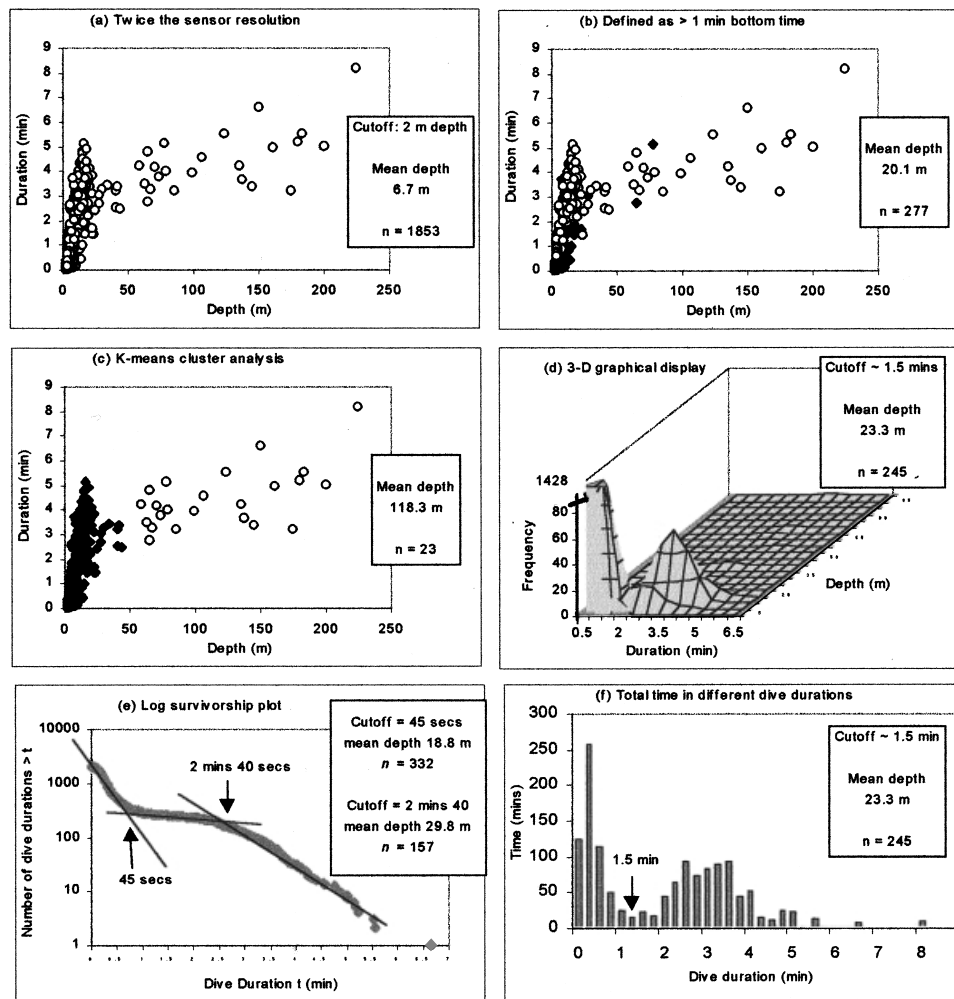 (a) Twice the sensor resolution
Duration (min)
9
8
7
6
5
4
3
2
1
0
0 50 100 150 200 250
Depth (m)
Cutoff: 2 m depth
Mean depth
6.7 m
n = 1853
(b) Defined as > 1 min bottom time
Duration (min)
9
8
7
6
5
4
3
2
1
0
0 50 100 150 200 250
Depth (m)
Mean depth
20.1 m
n = 277
(c) K-means cluster analysis
Duration (min)
9
8
7
6
5
4
3
2
1
0
0 50 100 150 200 250
Depth (m)
Mean depth
118.3 m
n = 23
(d) 3-D graphical display
Cutoff ~ 1.5 mins
Mean depth
23.3 m
n = 245
Frequency
1428
80
60
40
20
0
0.5 2 3.5 5 6.5
Duration (min)
Depth (m)
(e) Log survivorship plot
Number of dive durations > t
10000
1000
100
10
1
2 mins 40 secs
45 secs
Cutoff = 45 secs
mean depth 18.8 m
n = 332
Cutoff = 2 mins 40
mean depth 29.8 m
n = 157
Dive Duration t (min)
(f) Total time in different dive durations
Time (mins)
300
250
200
150
100
50
0
1.5 min
Cutoff ~ 1.5 min
Mean depth
23.3 m
n = 245
0 1 2 3 4 5 6 7 8
Dive duration (min)